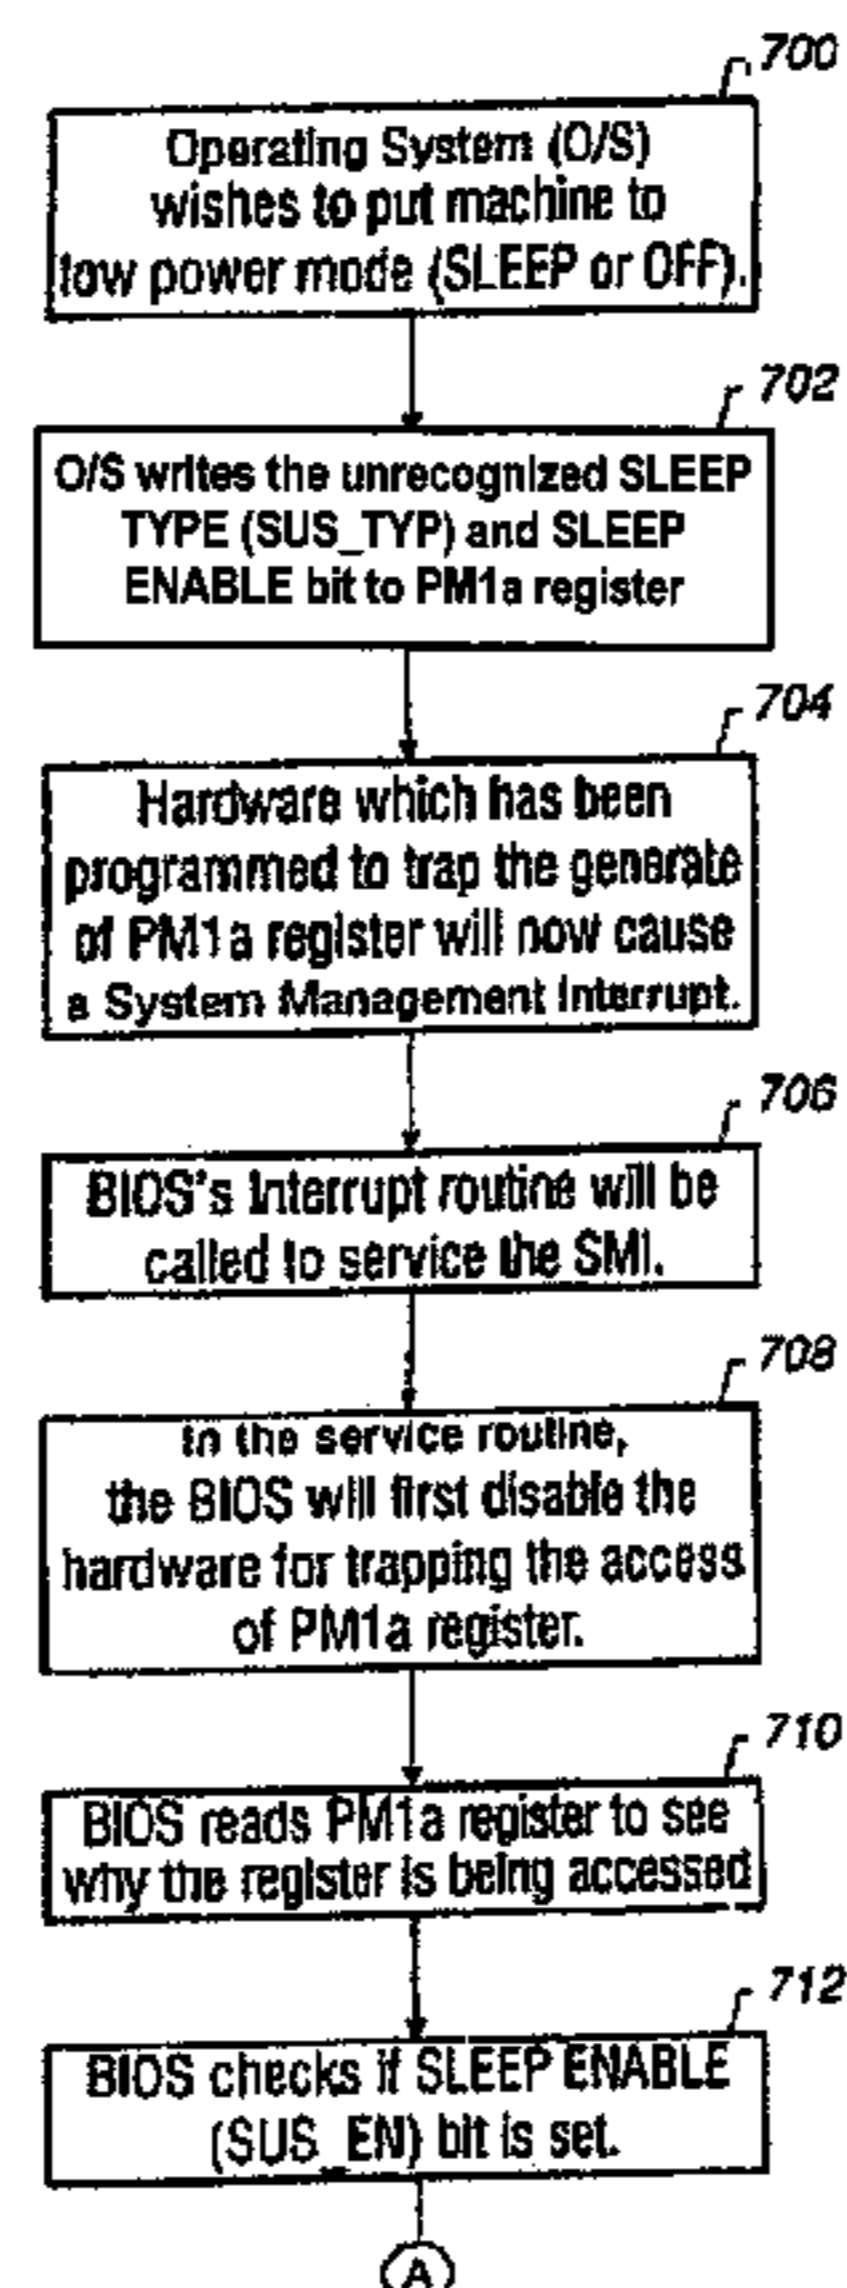 700
Operating System (O/S)
wishes to put machine to
low power mode (SLEEP or OFF).
702
O/S writes the unrecognized SLEEP
TYPE (SUS_TYP) and SLEEP
ENABLE bit to PM1a register
704
Hardware which has been
programmed to trap the generate
of PM1a register will now cause
a System Management Interrupt.
706
BIOS's Interrupt routine will be
called to service the SMI.
708
In the service routine,
the BIOS will first disable the
hardware for trapping the access
of PM1a register.
710
BIOS reads PM1a register to see
why the register is being accessed
712
BIOS checks if SLEEP ENABLE
(SUS_EN) bit is set.
A